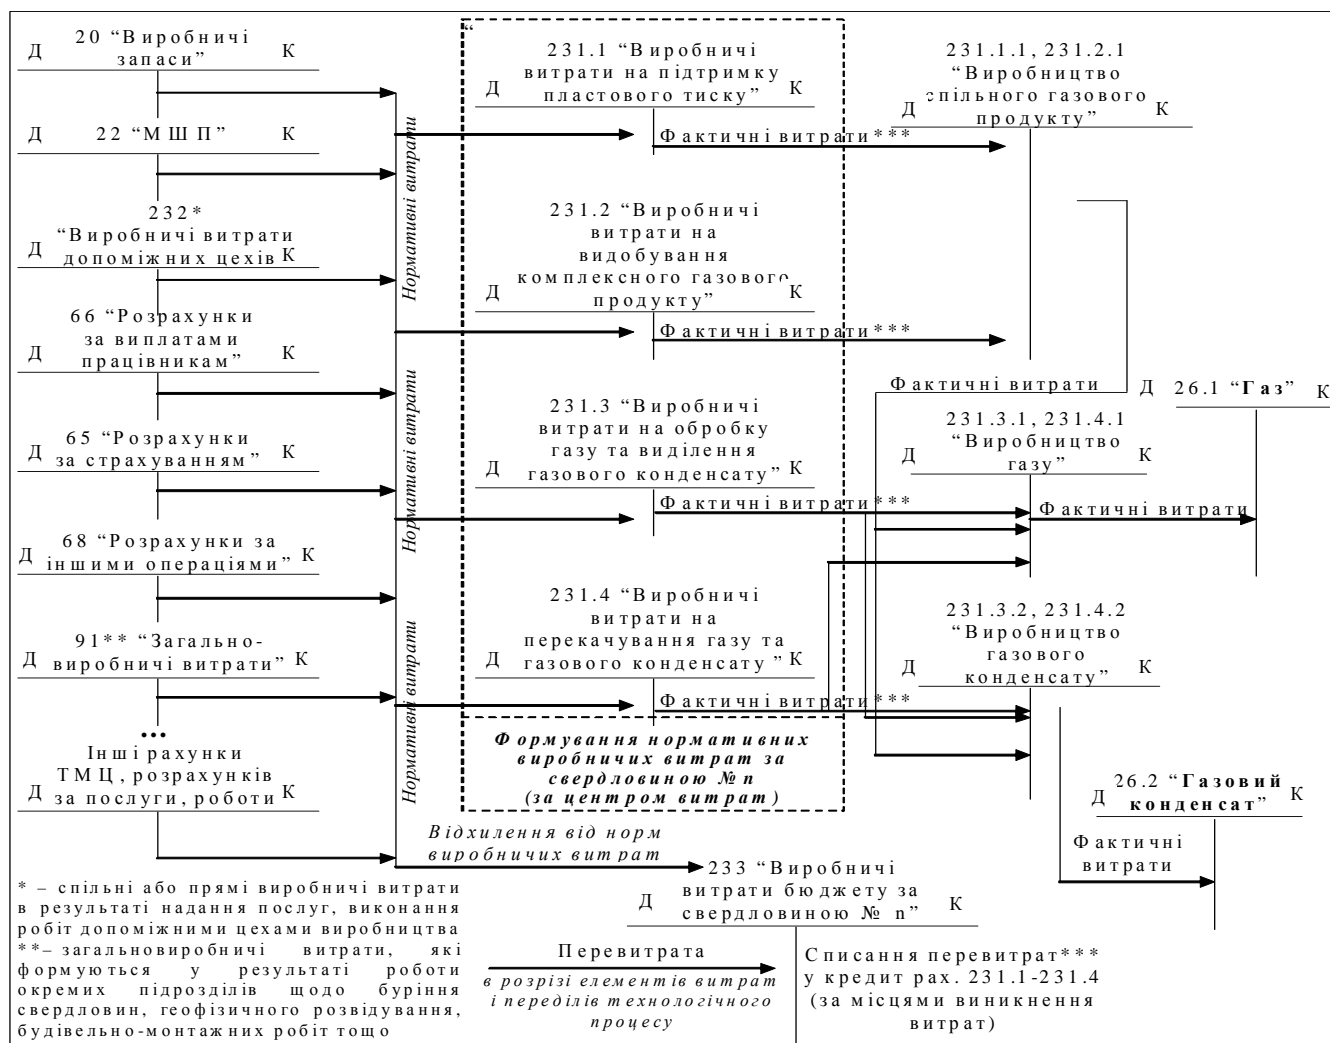 20 “Виробничі
запаси”
Д К
22 “МШП”
Д К
232*
“Виробничі витрати
допоміжних цехів
Д К
66 “Розрахунки
за виплатами
працівникам”
Д К
65 “Розрахунки
за страхуванням”
Д К
68 “Розрахунки за
іншими операціями”
Д К
91** “Загально-
виробничі витрати”
Д К
...
Інші рахунки
ТМЦ, розрахунків
за послуги, роботи
Д К
Нормативні витрати
Нормативні витрати
Нормативні витрати
“
231.1 “Виробничі
витрати на підтримку
пластового тиску”
Д К
Фактичні витрати***
231.2 “Виробничі
витрати на
видобування
комплексного газового
продукту”
Д К
Фактичні витрати***
231.3 “Виробничі
витрати на обробку
газу та виділення
газового конденсату”
Д К
Фактичні витрати***
231.4 “Виробничі
витрати на
перекачування газу та
газового конденсату”
Д К
Фактичні витрати***
Формування нормативних
виробничих витрат за
свердловиною № n
(за центром витрат)
231.1.1, 231.2.1
“Виробництво
спільного газового
продукту”
Д К
Фактичні витрати
231.3.1, 231.4.1
“Виробництво
газу”
Д К
Фактичні витрати
Д 26.1 “Газ” К
231.3.2, 231.4.2
“Виробництво
газового
конденсату”
Д К
26.2 “Газовий
конденсат”
Д К
Фактичні
витрати
Відхилення від норм
виробничих витрат
233 “Виробничі
витрати бюджету за
свердловиною № n”
Д К
Перевитрата
в розрізі елементів витрат
і переділів технологічного
процесу
Списання перевитрат***
у кредит рах. 231.1-231.4
(за місцями виникнення
витрат)
* – спільні або прямі виробничі витрати
в результаті надання послуг, виконання
робіт допоміжними цехами виробництва
**– загальновиробничі витрати, які
формуються у результаті роботи
окремих підрозділів щодо буріння
свердловин, геофізичного розвідування,
будівельно-монтажних робіт тощо